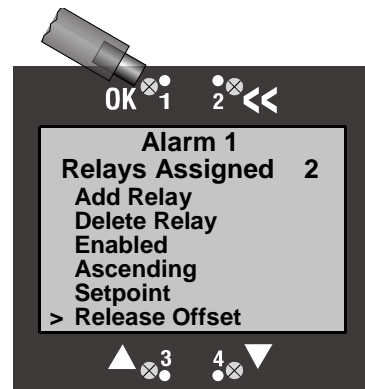 OK 1 2 <<
Alarm 1
Relays Assigned 2
Add Relay
Delete Relay
Enabled
Ascending
Setpoint
> Release Offset
3 4